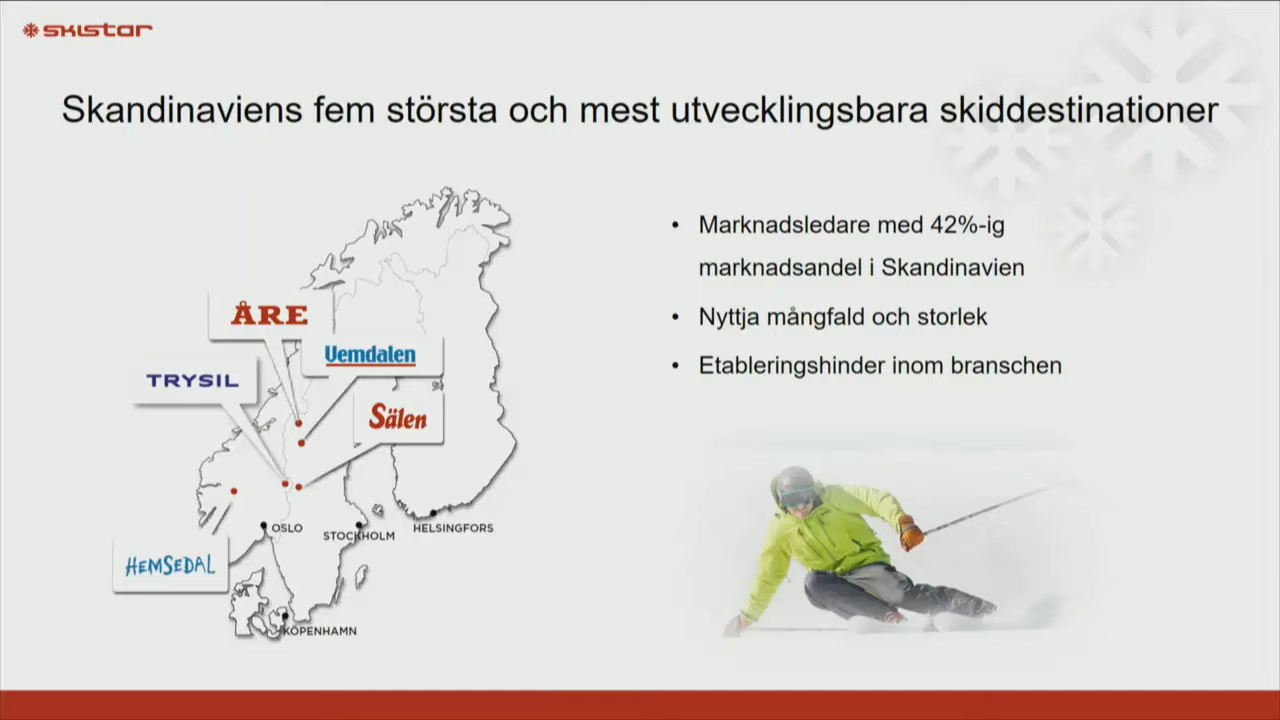 skistar
Skandinaviens fem största och mest utvecklingsbara skiddestinationer
• Marknadsledare med 42%-ig
marknadsandel i Skandinavien
• Nyttja mångfald och storlek
• Etableringshinder inom branschen
ÅRE
Vemdalen
TRYSIL
Sälen
OSLO
STOCKHOLM
HELSINGFORS
HEMSEDAL
KÖPENHAMN